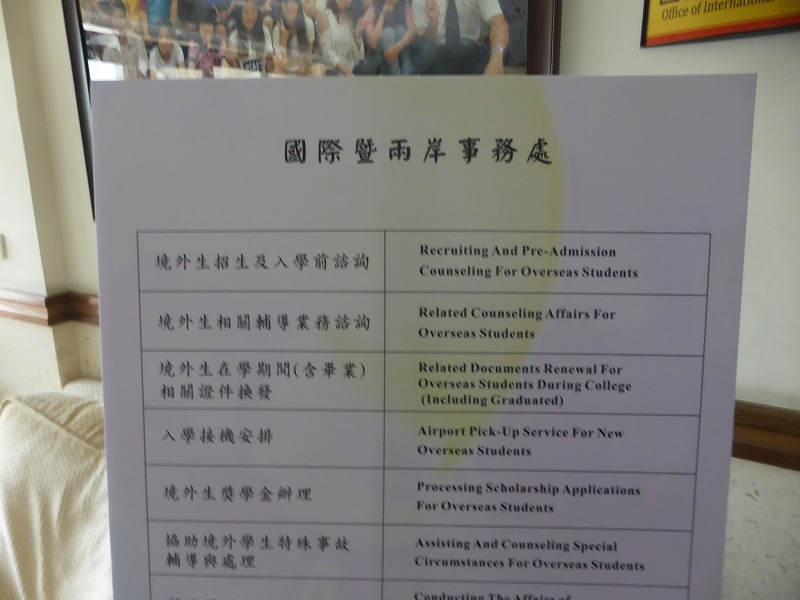 Office of International
國際暨兩岸事務處
境外生招生及入學前諮詢
Recruiting And Pre-Admission
Counseling For Overseas Students
境外生相關輔導業務諮詢
Related Counseling Affairs For
Overseas Students
境外生在學期間(含畢業)
相關證件換發
Related Documents Renewal For
Overseas Students During College
(Including Graduated)
入學接機安排
Airport Pick-Up Service For New
Overseas Students
境外生獎學金辦理
Processing Scholarship Applications
For Overseas Students
協助境外學生特殊事故
輔導與處理
Assisting And Counseling Special
Circumstances For Overseas Students
Conducting The Affairs of